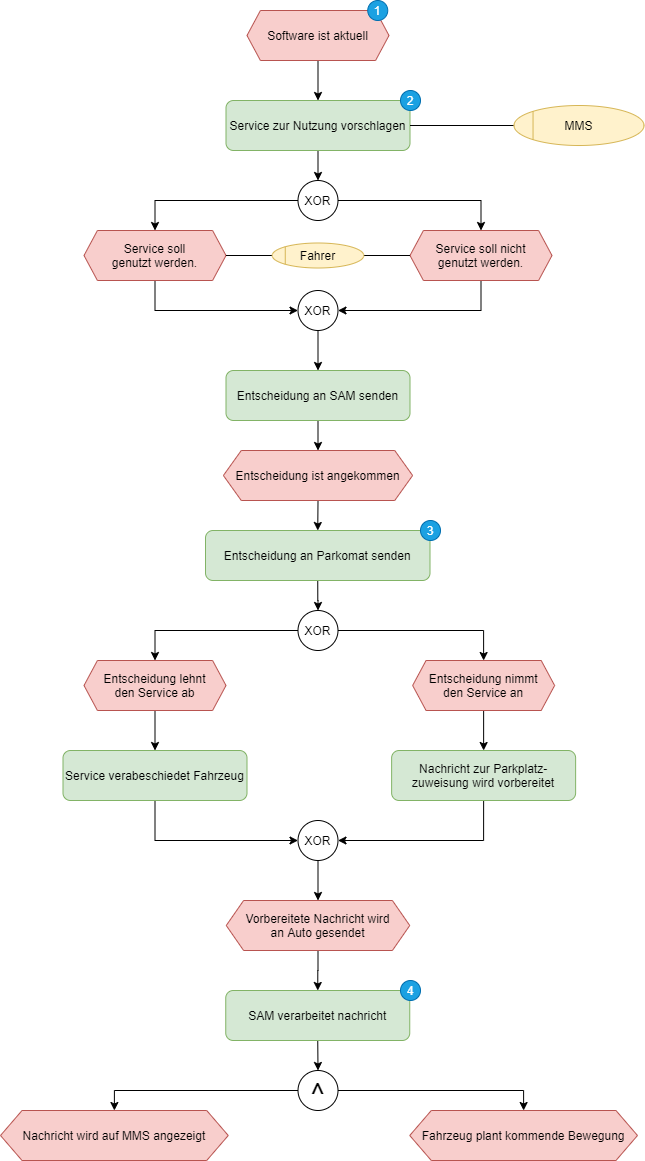 1
Software ist aktuell
2
Service zur Nutzung vorschlagen
MMS
XOR
Service soll
genutzt werden.
Fahrer
Service soll nicht
genutzt werden.
XOR
Entscheidung an SAM senden
Entscheidung ist angekommen
3
Entscheidung an Parkomat senden
XOR
Entscheidung lehnt
den Service ab
Entscheidung nimmt
den Service an
Service verabeschiedet Fahrzeug
Nachricht zur Parkplatz-
zuweisung wird vorbereitet
XOR
Vorbereitete Nachricht wird
an Auto gesendet
4
SAM verarbeitet nachricht
^
Nachricht wird auf MMS angezeigt
Fahrzeug plant kommende Bewegung